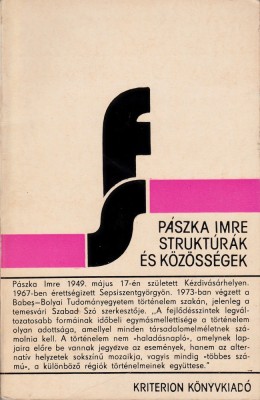 fs
PÁSZKA IMRE
STRUKTÚRÁK
ÉS KÖZÖSSÉGEK
Pászka Imre 1949. május 17-én született Kézdivásárhelyen.
1967-ben érettségizett Sepsiszentgyörgyön. 1973-ban végzett a
Babeș—Bolyai Tudományegyetem történelem szakán, jelenleg a
temesvári Szabad Szó szerkesztője. "A fejlődésszintek legvál-
tozatosabb formáinak időbeli egymásmellettisége a történelem
olyan adottsága, amellyel minden társadalomelméletnek szá-
molnia kell. A történelem nem «haladásnapló», amelynek lap-
jaira előre be vannak jegyezve az események, hanem az alter-
natív helyzetek sokszínű mozaikja, vagyis mindig «többes szá-
mú», a különböző régiók történelmeinek együttese."
KRITERION KÖNYVKIADÓ